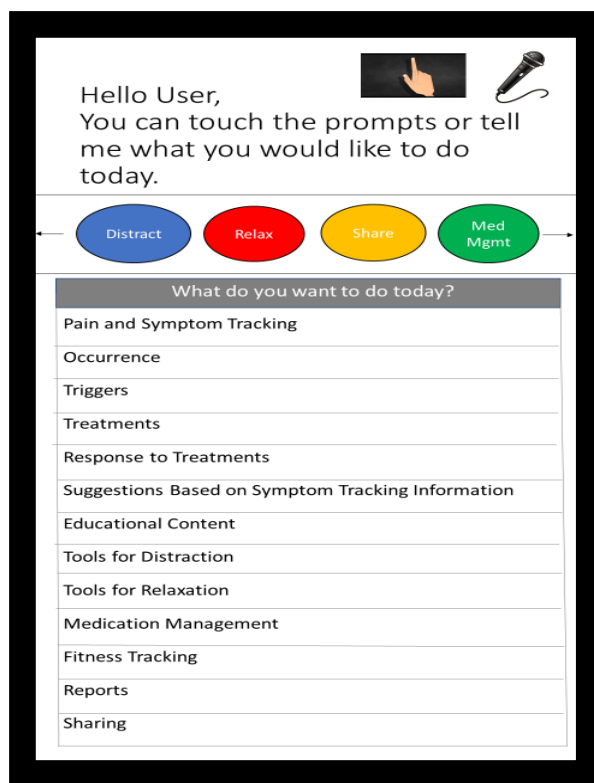 Hello User,
You can touch the prompts or tell
me what you would like to do
today.
Distract
Relax
Share
Med
Mgmt
What do you want to do today?
Pain and Symptom Tracking
Occurrence
Triggers
Treatments
Response to Treatments
Suggestions Based on Symptom Tracking Information
Educational Content
Tools for Distraction
Tools for Relaxation
Medication Management
Fitness Tracking
Reports
Sharing